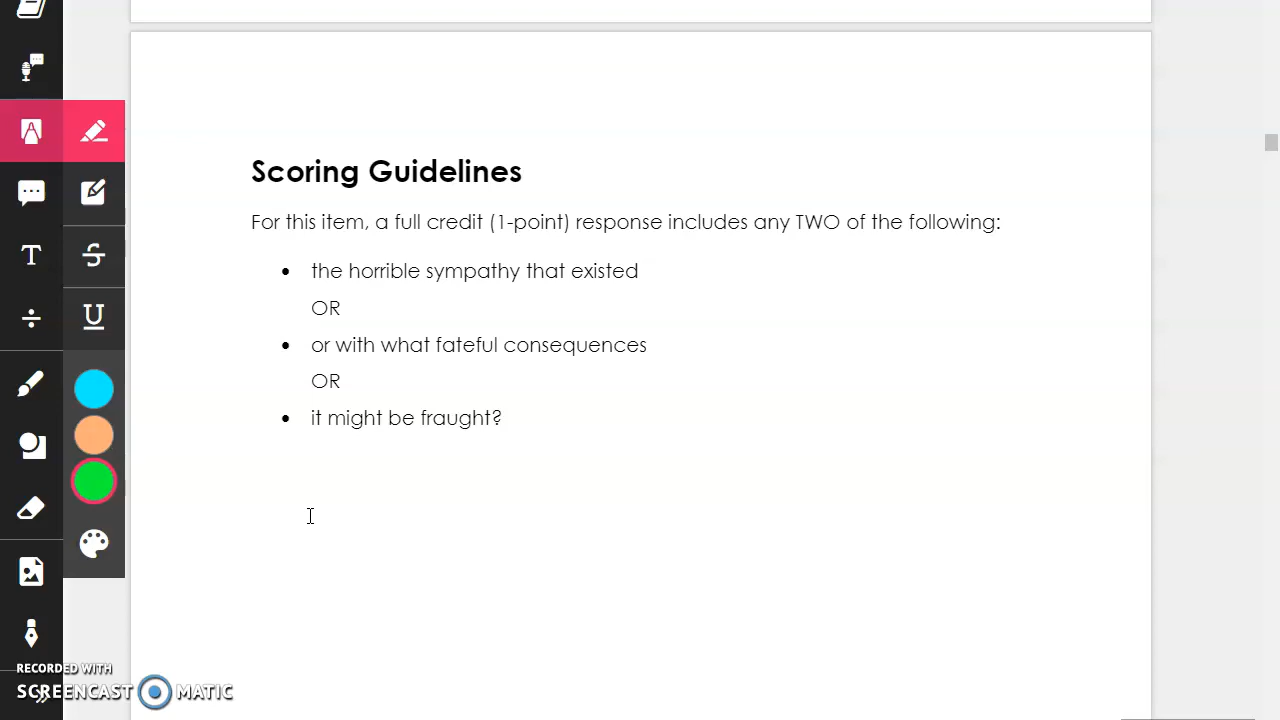 Scoring Guidelines
For this item, a full credit (1-point) response includes any TWO of the following:
• the horrible sympathy that existed
OR
• or with what fateful consequences
OR
• it might be fraught?
T
S
U
RECORDED WITH
SCREENCAST MATIC